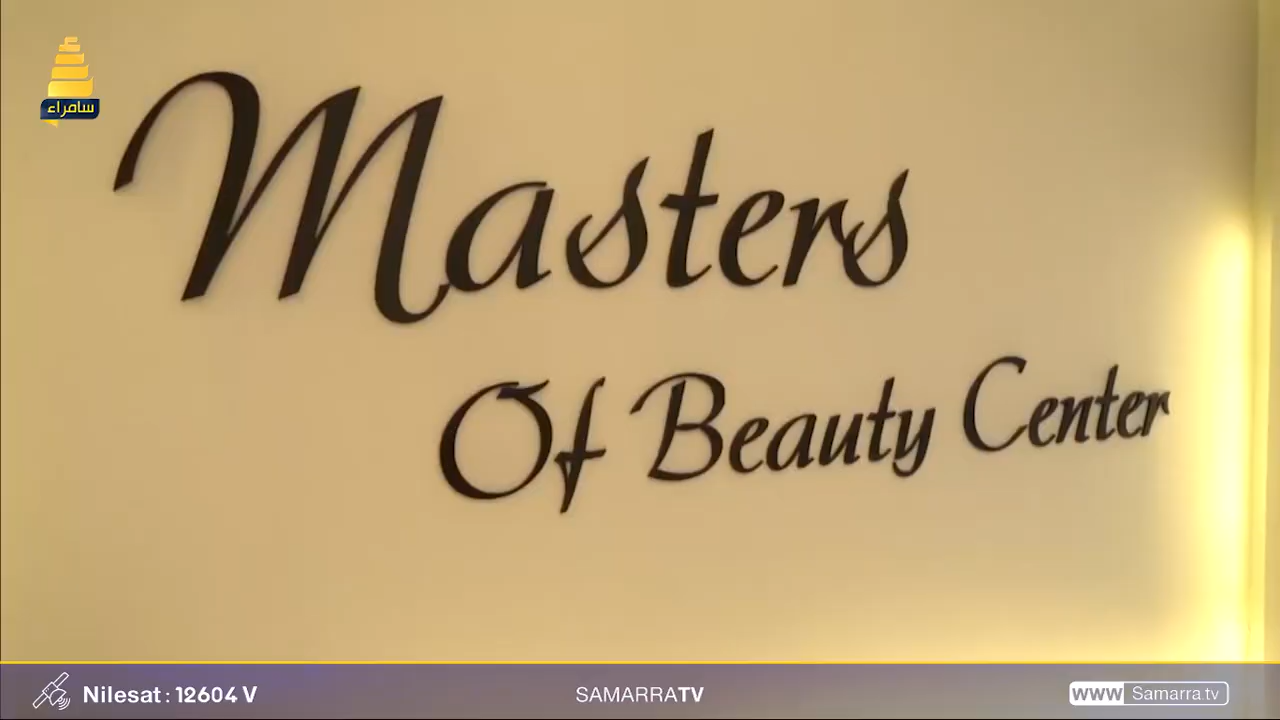 سامراء
Masters
Of Beauty Center
Nilesat : 12604 V
SAMARRATV
www Samarra.tv